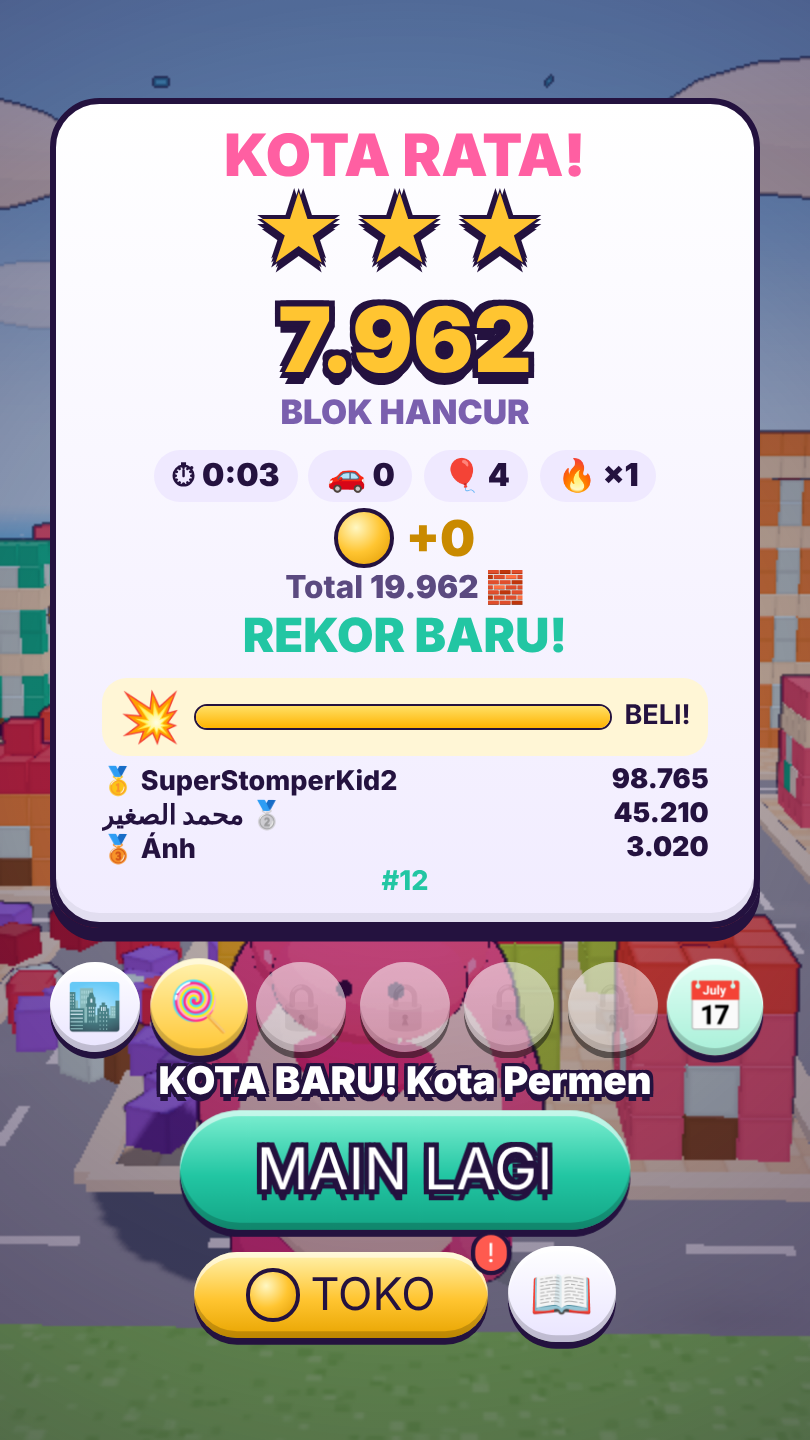 KOTA RATA!
7.962
BLOK HANCUR
0:03 0 4 ×1
+0
Total 19.962
REKOR BARU!
BELI!
SuperStomperKid2 98.765
محمد الصغير 45.210
Ánh 3.020
#12
July
17
KOTA BARU! Kota Permen
MAIN LAGI
!
TOKO